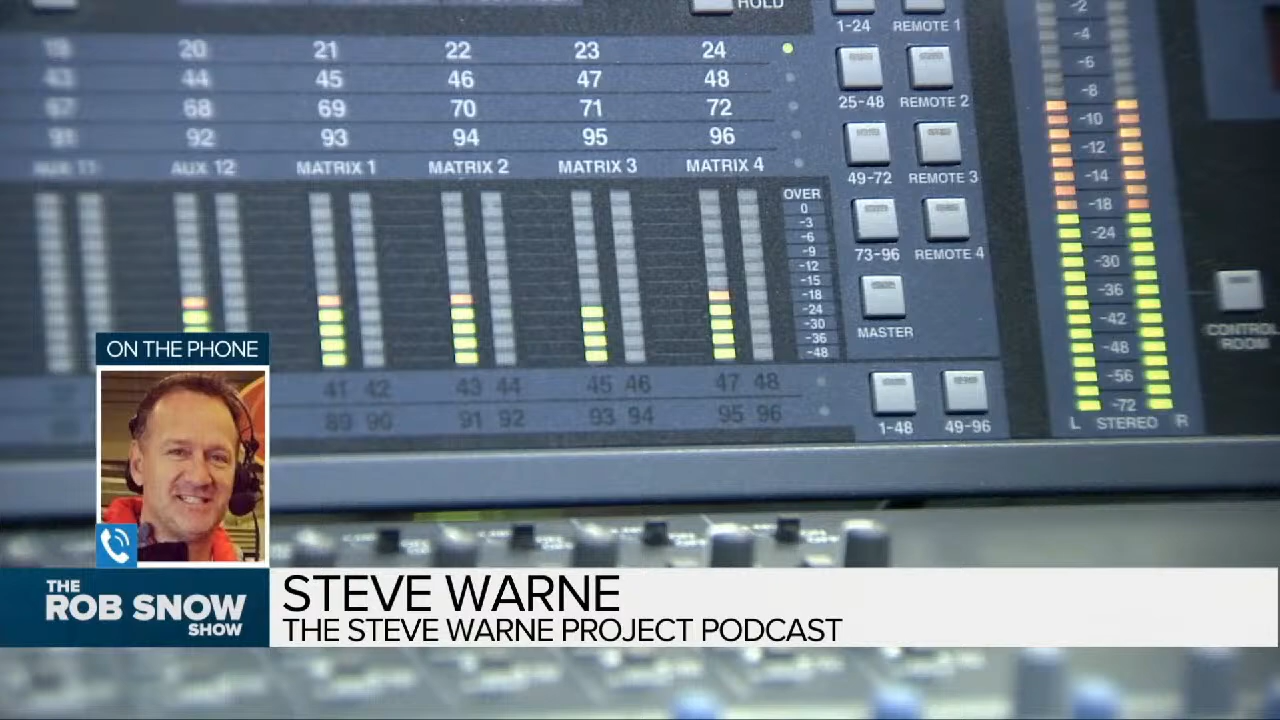 HOLD
1-24 REMOTE 1
19 20 21 22 23 24
43 44 45 46 47 48
67 68 69 70 71 72
91 92 93 94 95 96
AUX 11 AUX 12 MATRIX 1 MATRIX 2 MATRIX 3 MATRIX 4
25-48 REMOTE 2
49-72 REMOTE 3
73-96 REMOTE 4
MASTER
OVER
0
-3
-6
-9
-12
-15
-18
-24
-30
-36
-48
41 42 43 44 45 46 47 48
89 90 91 92 93 94 95 96
1-48 49-96
-2
-4
-6
-8
-10
-12
-14
-18
-24
-30
-36
-42
-48
-56
-72
L STEREO R
CONTROL
ROOM
ON THE PHONE
THE
ROB SNOW
SHOW
STEVE WARNE
THE STEVE WARNE PROJECT PODCAST